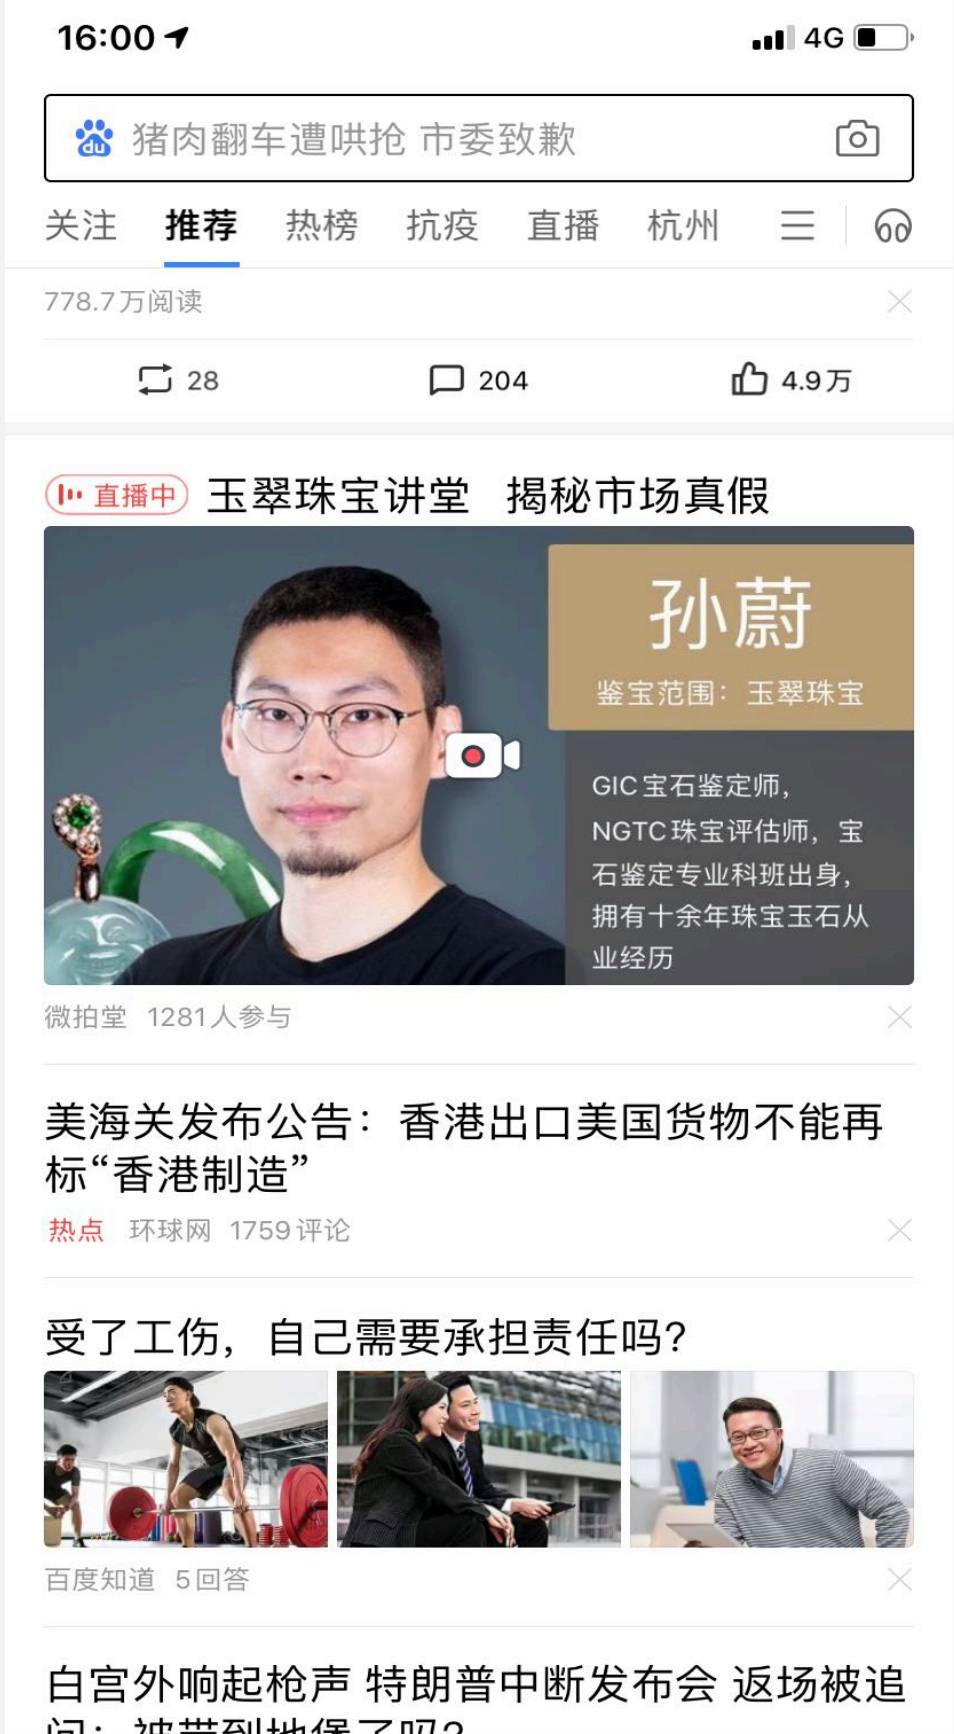 16:00 4G
du 猪肉翻车遭哄抢 市委致歉
关注 推荐 热榜 抗疫 直播 杭州
778.7万阅读
28 204 4.9万
直播中 玉翠珠宝讲堂 揭秘市场真假
孙蔚
鉴宝范围：玉翠珠宝
GIC宝石鉴定师，
NGTC珠宝评估师，宝
石鉴定专业科班出身，
拥有十余年珠宝玉石从
业经历
微拍堂 1281人参与
美海关发布公告：香港出口美国货物不能再
标“香港制造”
热点 环球网 1759评论
受了工伤，自己需要承担责任吗？
百度知道 5回答
白宫外响起枪声 特朗普中断发布会 返场被追
问：被带到地堡了吗？